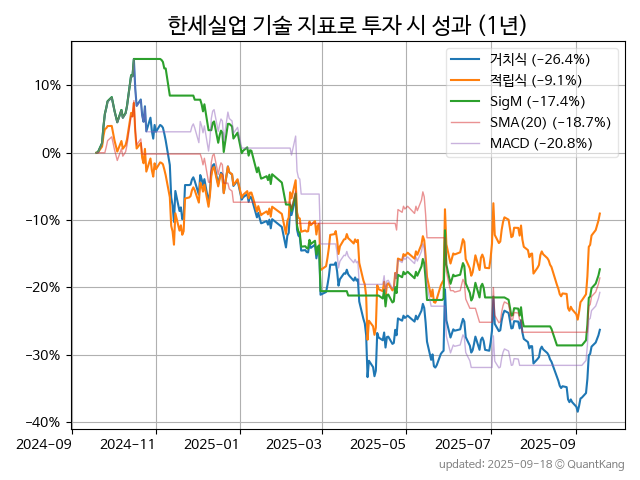 한세실업 기술 지표로 투자 시 성과 (1년)
거치식 (−26.4%)
적립식 (−9.1%)
SigM (−17.4%)
SMA(20) (−18.7%)
MACD (−20.8%)
10%
0%
−10%
−20%
−30%
−40%
2024-09
2024-11
2025-01
2025-03
2025-05
2025-07
2025-09
updated: 2025-09-18 © QuantKang